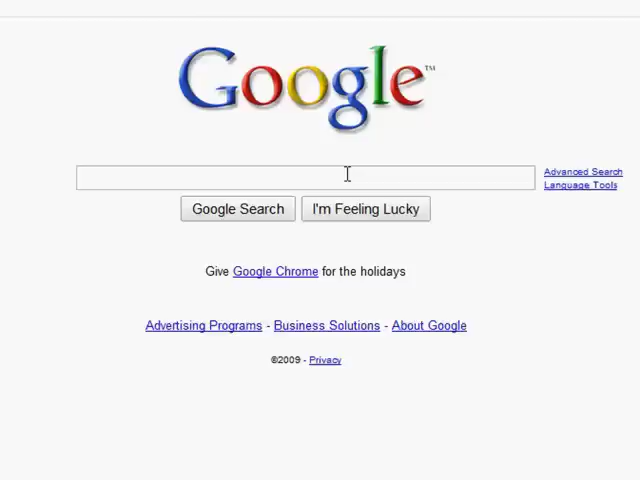 Google™
Advanced Search
Language Tools
Google Search I'm Feeling Lucky
Give Google Chrome for the holidays
Advertising Programs - Business Solutions - About Google
©2009 - Privacy